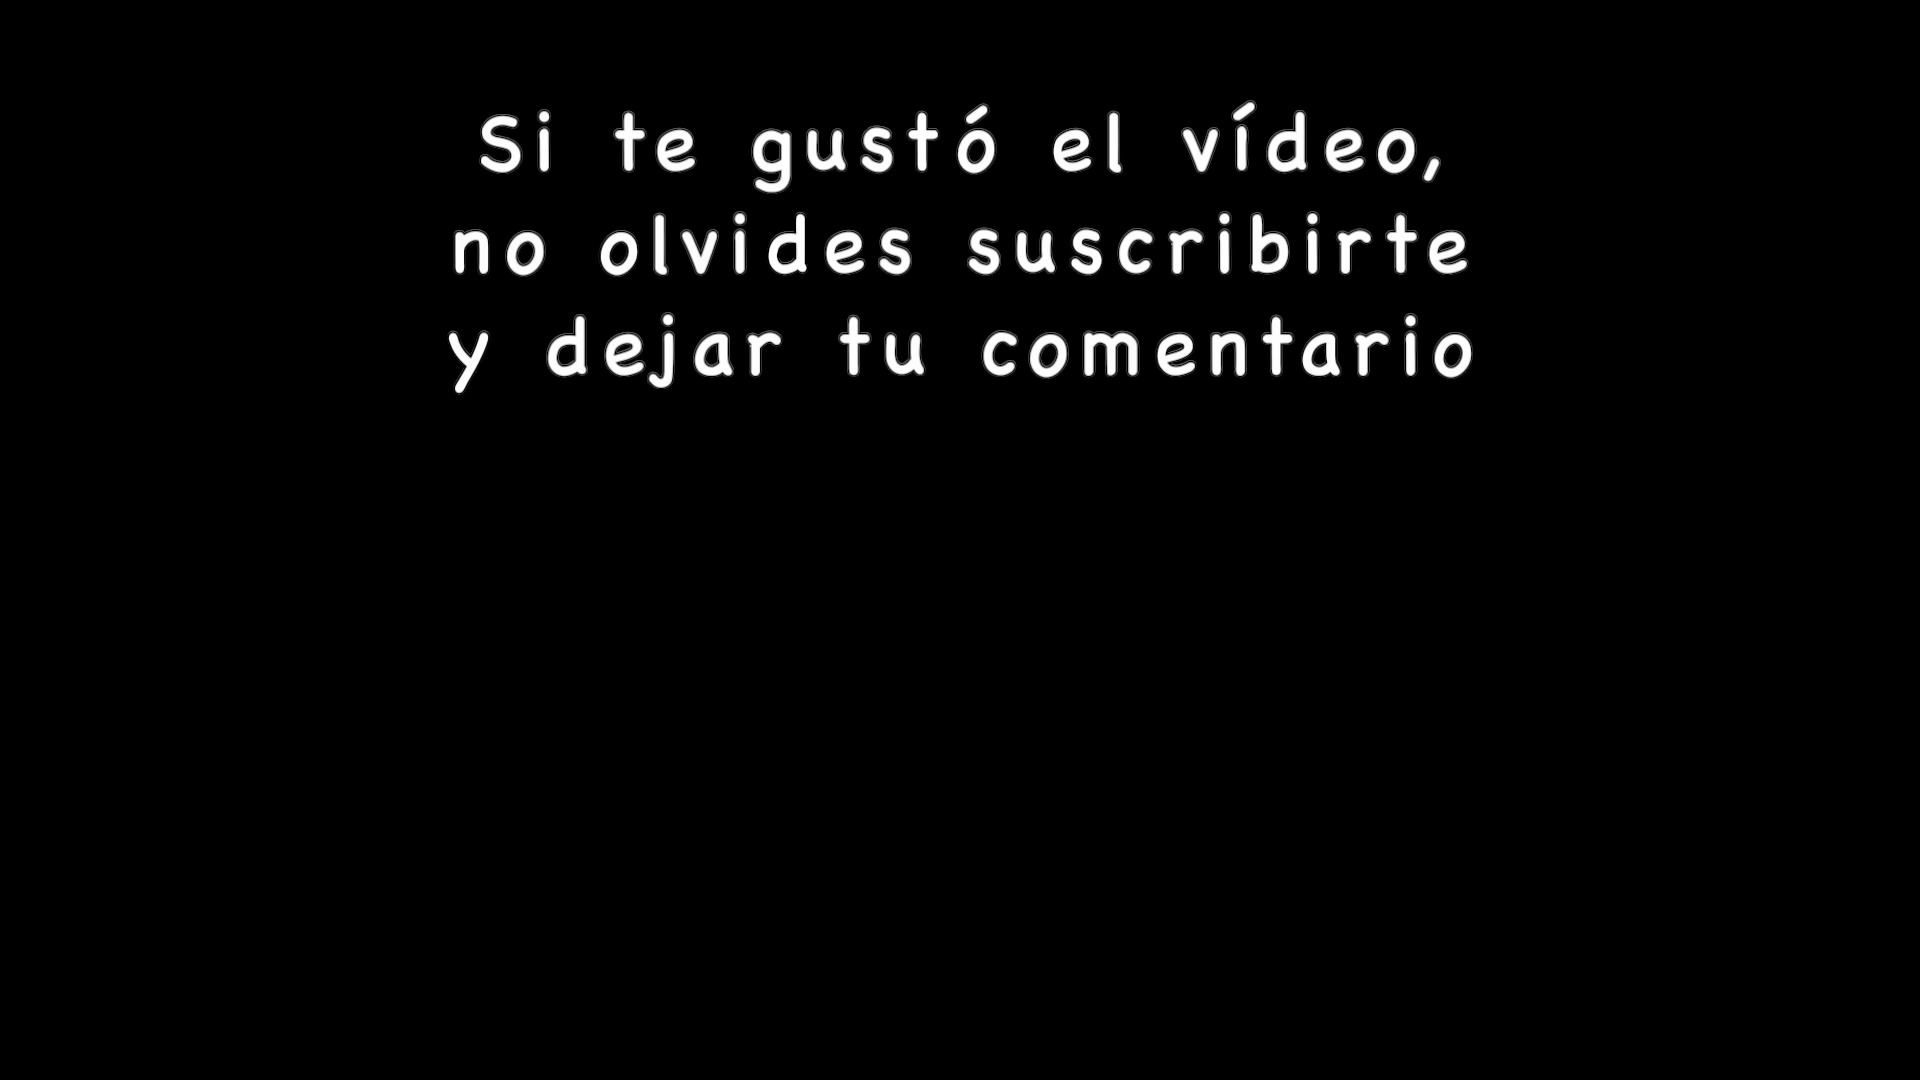 Si te gustó el vídeo,
no olvides suscribirte
y dejar tu comentario